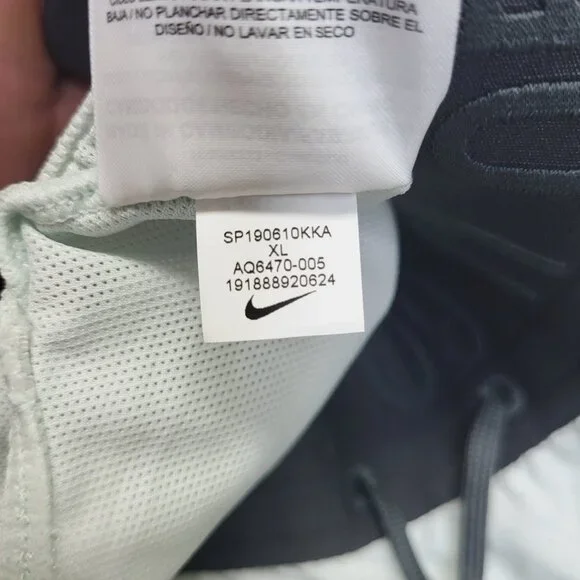 BAJA/NO PLANCHAR DIRECTAMENTE SOBRE EL
DISEÑO/NO LAVAR EN SECO
SP190610KKA
XL
AQ6470-005
191888920624